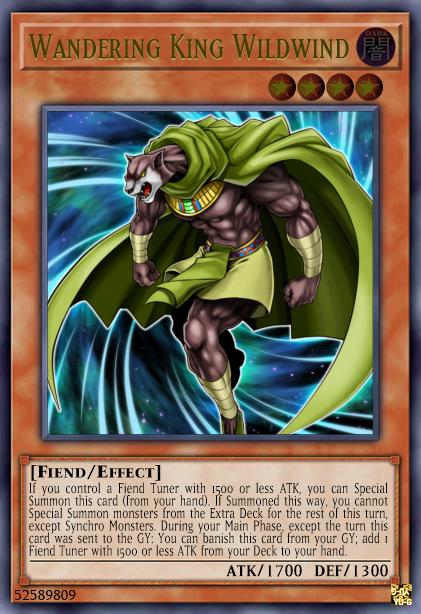 WANDERING KING WILDWIND
DARK
闇
[FIEND/EFFECT]
If you control a Fiend Tuner with 1500 or less ATK, you can Special
Summon this card (from your hand). If Summoned this way, you cannot
Special Summon monsters from the Extra Deck for the rest of this turn,
except Synchro Monsters. During your Main Phase, except the turn this
card was sent to the GY: You can banish this card from your GY; add 1
Fiend Tuner with 1500 or less ATK from your Deck to your hand.
ATK/1700 DEF/1300
52589809